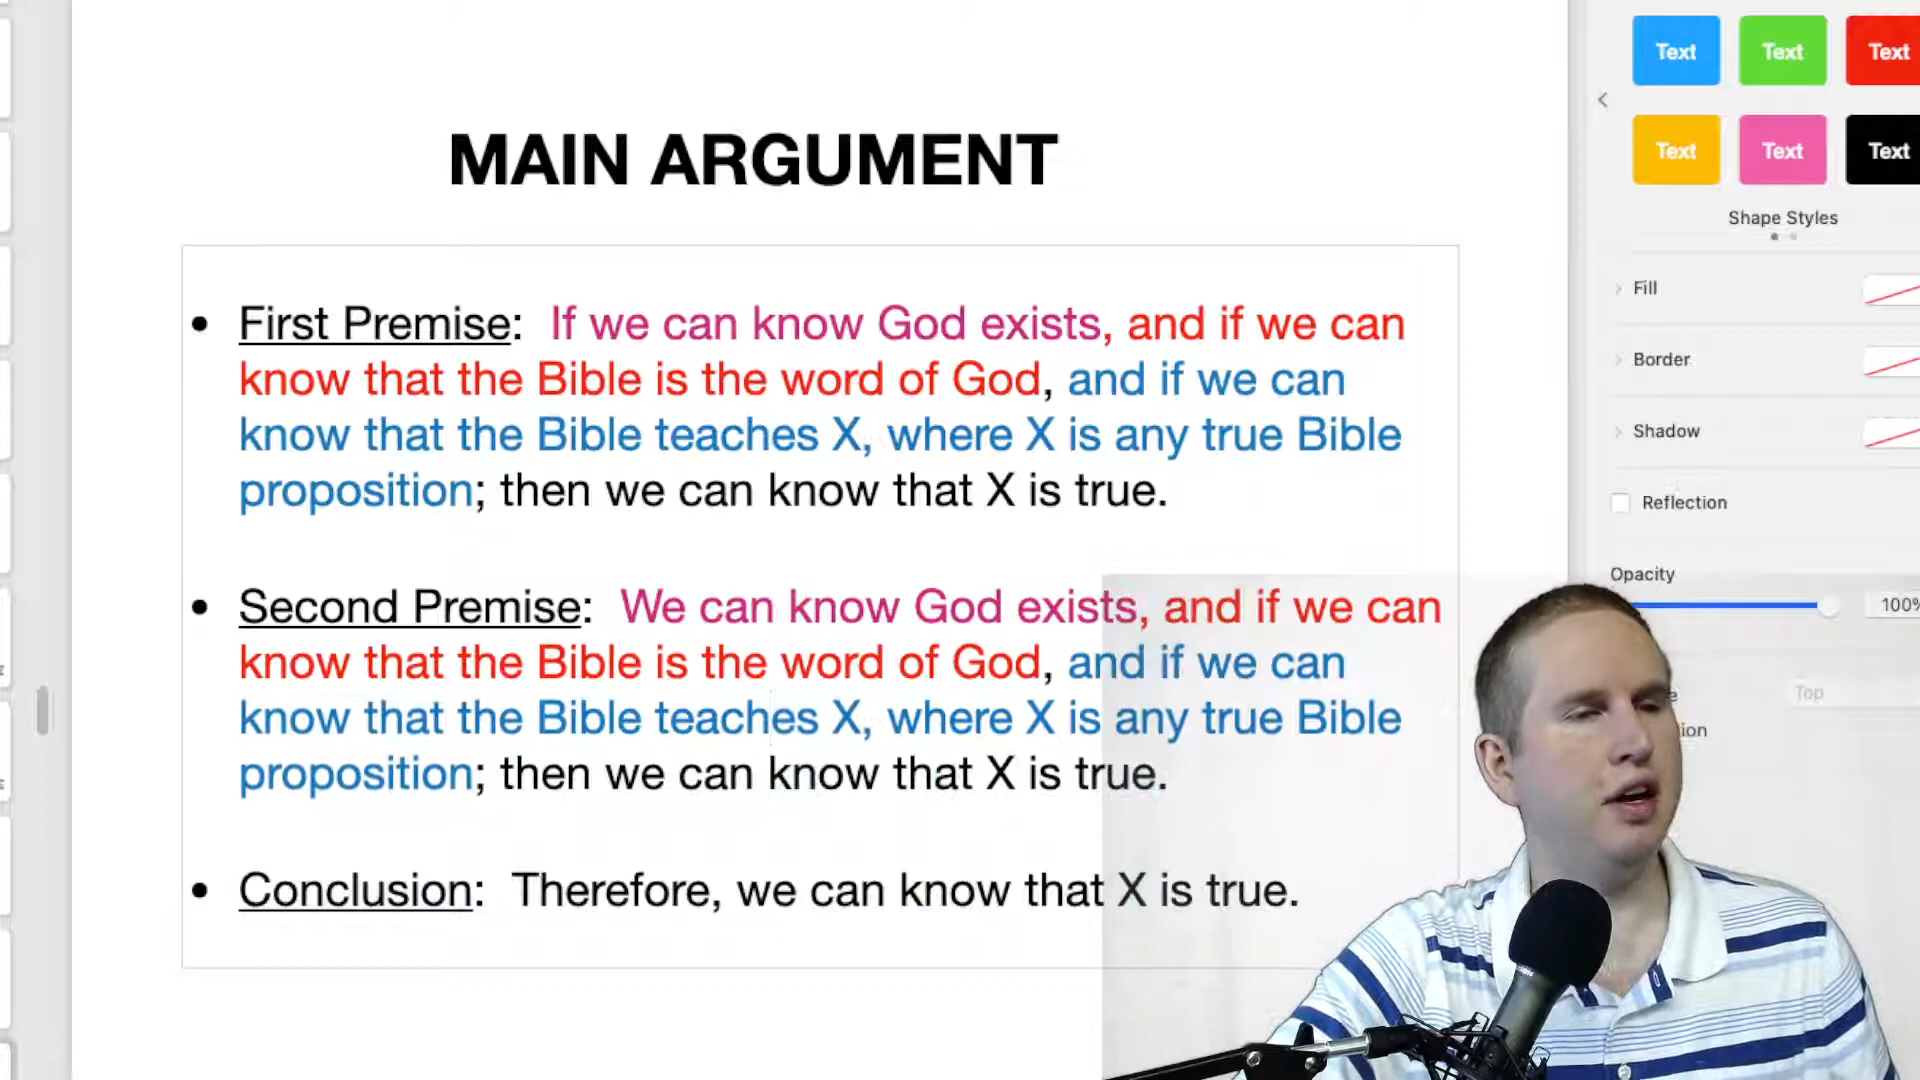 MAIN ARGUMENT
First Premise: If we can know God exists, and if we can
know that the Bible is the word of God, and if we can
know that the Bible teaches X, where X is any true Bible
proposition; then we can know that X is true.
Second Premise: We can know God exists, and if we can
know that the Bible is the word of God, and if we can
know that the Bible teaches X, where X is any true Bible
proposition; then we can know that X is true.
Conclusion: Therefore, we can know that X is true.
Text Text Text
Text Text Text
Shape Styles
Fill
Border
Shadow
Reflection
Opacity
100%
Top